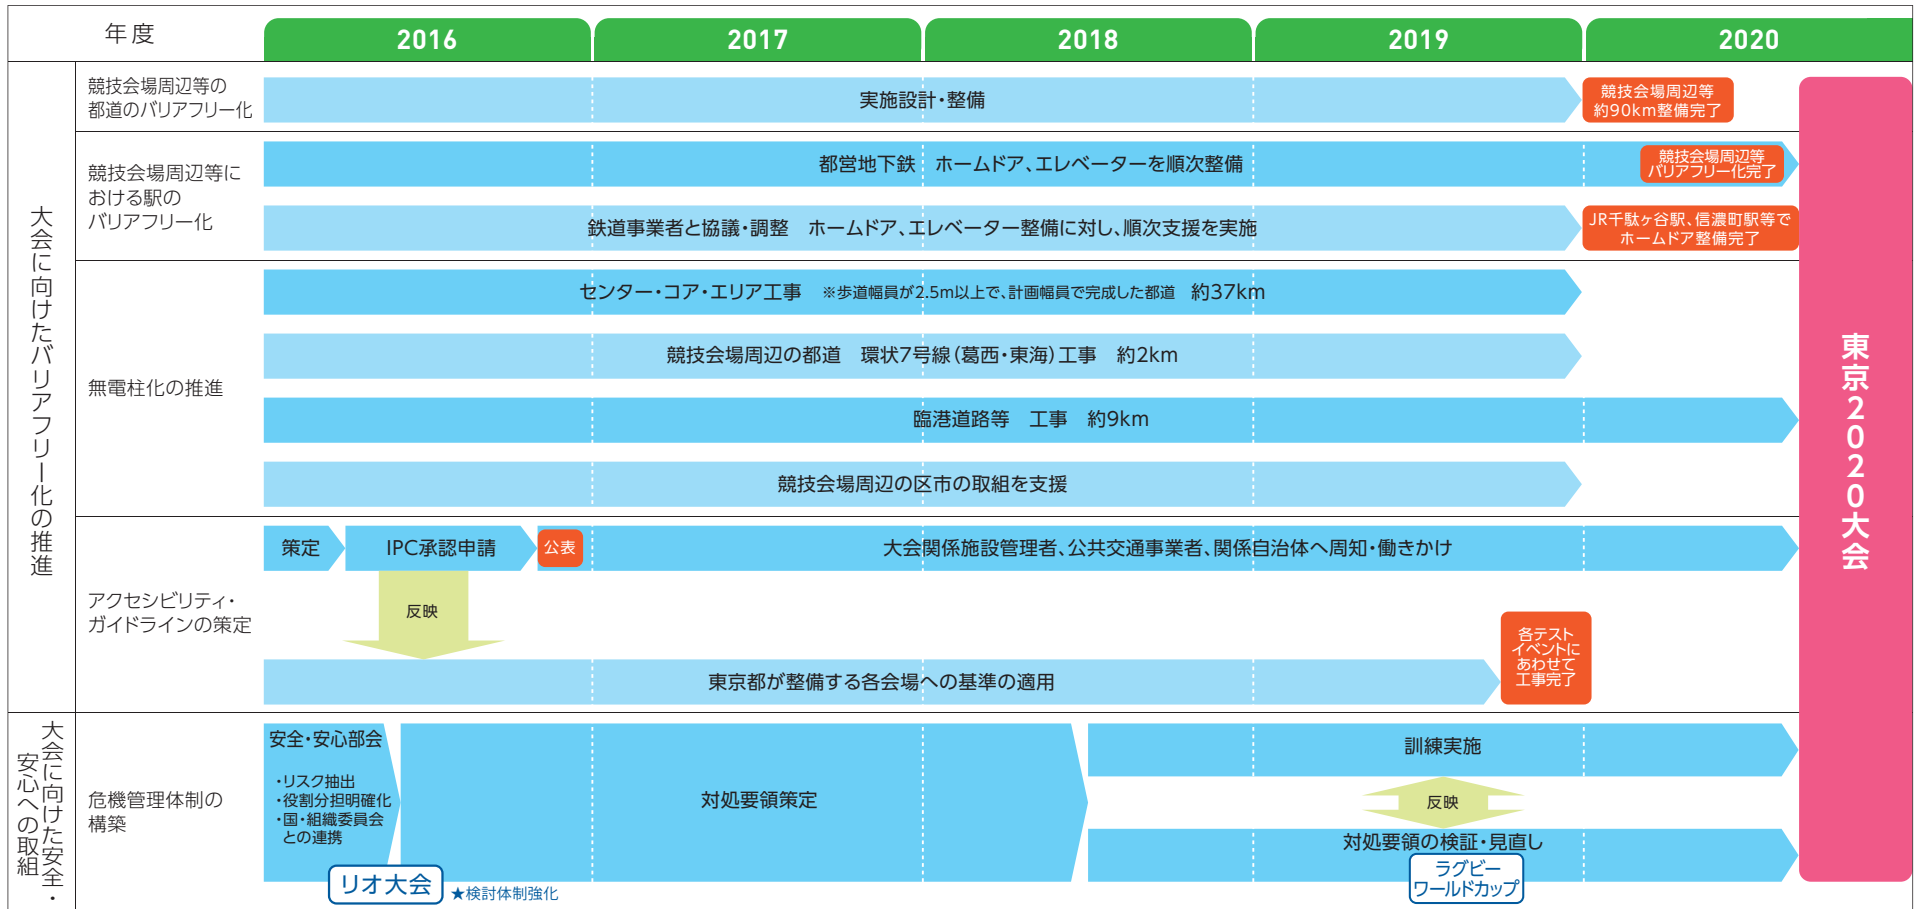 年度
2016
2017
2018
2019
2020
大会に向けたバリアフリー化の推進
競技会場周辺等の
都道のバリアフリー化
実施設計・整備
競技会場周辺等
約90km整備完了
競技会場周辺等に
おける駅の
バリアフリー化
都営地下鉄　ホームドア、エレベーターを順次整備
競技会場周辺等
バリアフリー化完了
鉄道事業者と協議・調整　ホームドア、エレベーター整備に対し、順次支援を実施
JR千駄ヶ谷駅、信濃町駅等で
ホームドア整備完了
無電柱化の推進
センター・コア・エリア工事　※歩道幅員が2.5m以上で、計画幅員で完成した都道　約37km
競技会場周辺の都道　環状7号線(葛西・東海)工事　約2km
臨港道路等　工事　約9km
競技会場周辺の区市の取組を支援
アクセシビリティ・
ガイドラインの策定
策定
IPC承認申請
公表
大会関係施設管理者、公共交通事業者、関係自治体へ周知・働きかけ
反映
東京都が整備する各会場への基準の適用
各テスト
イベントに
あわせて
工事完了
大会に向けた安全・
安心への取組
危機管理体制の
構築
安全・安心部会
・リスク抽出
・役割分担明確化
・国・組織委員会
との連携
対処要領策定
訓練実施
反映
対処要領の検証・見直し
リオ大会
★検討体制強化
ラグビー
ワールドカップ
東京2020大会